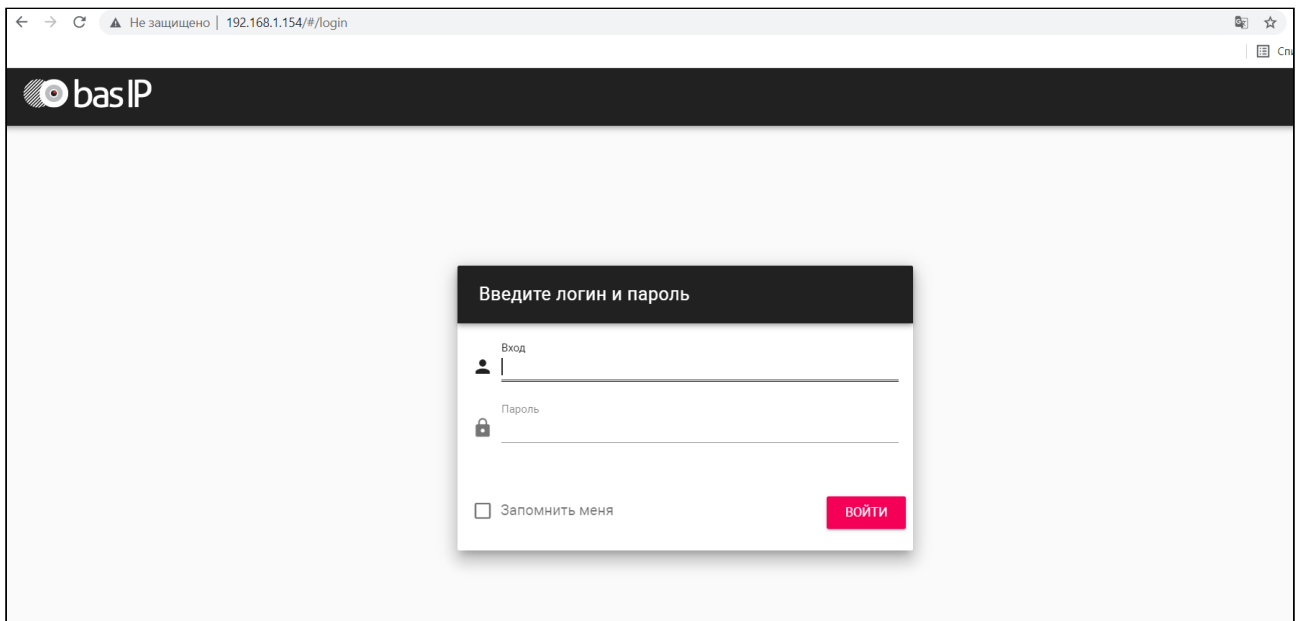 Не защищено | 192.168.1.154/#/login
bas IP
Введите логин и пароль
Вход
Пароль
Запомнить меня
ВОЙТИ